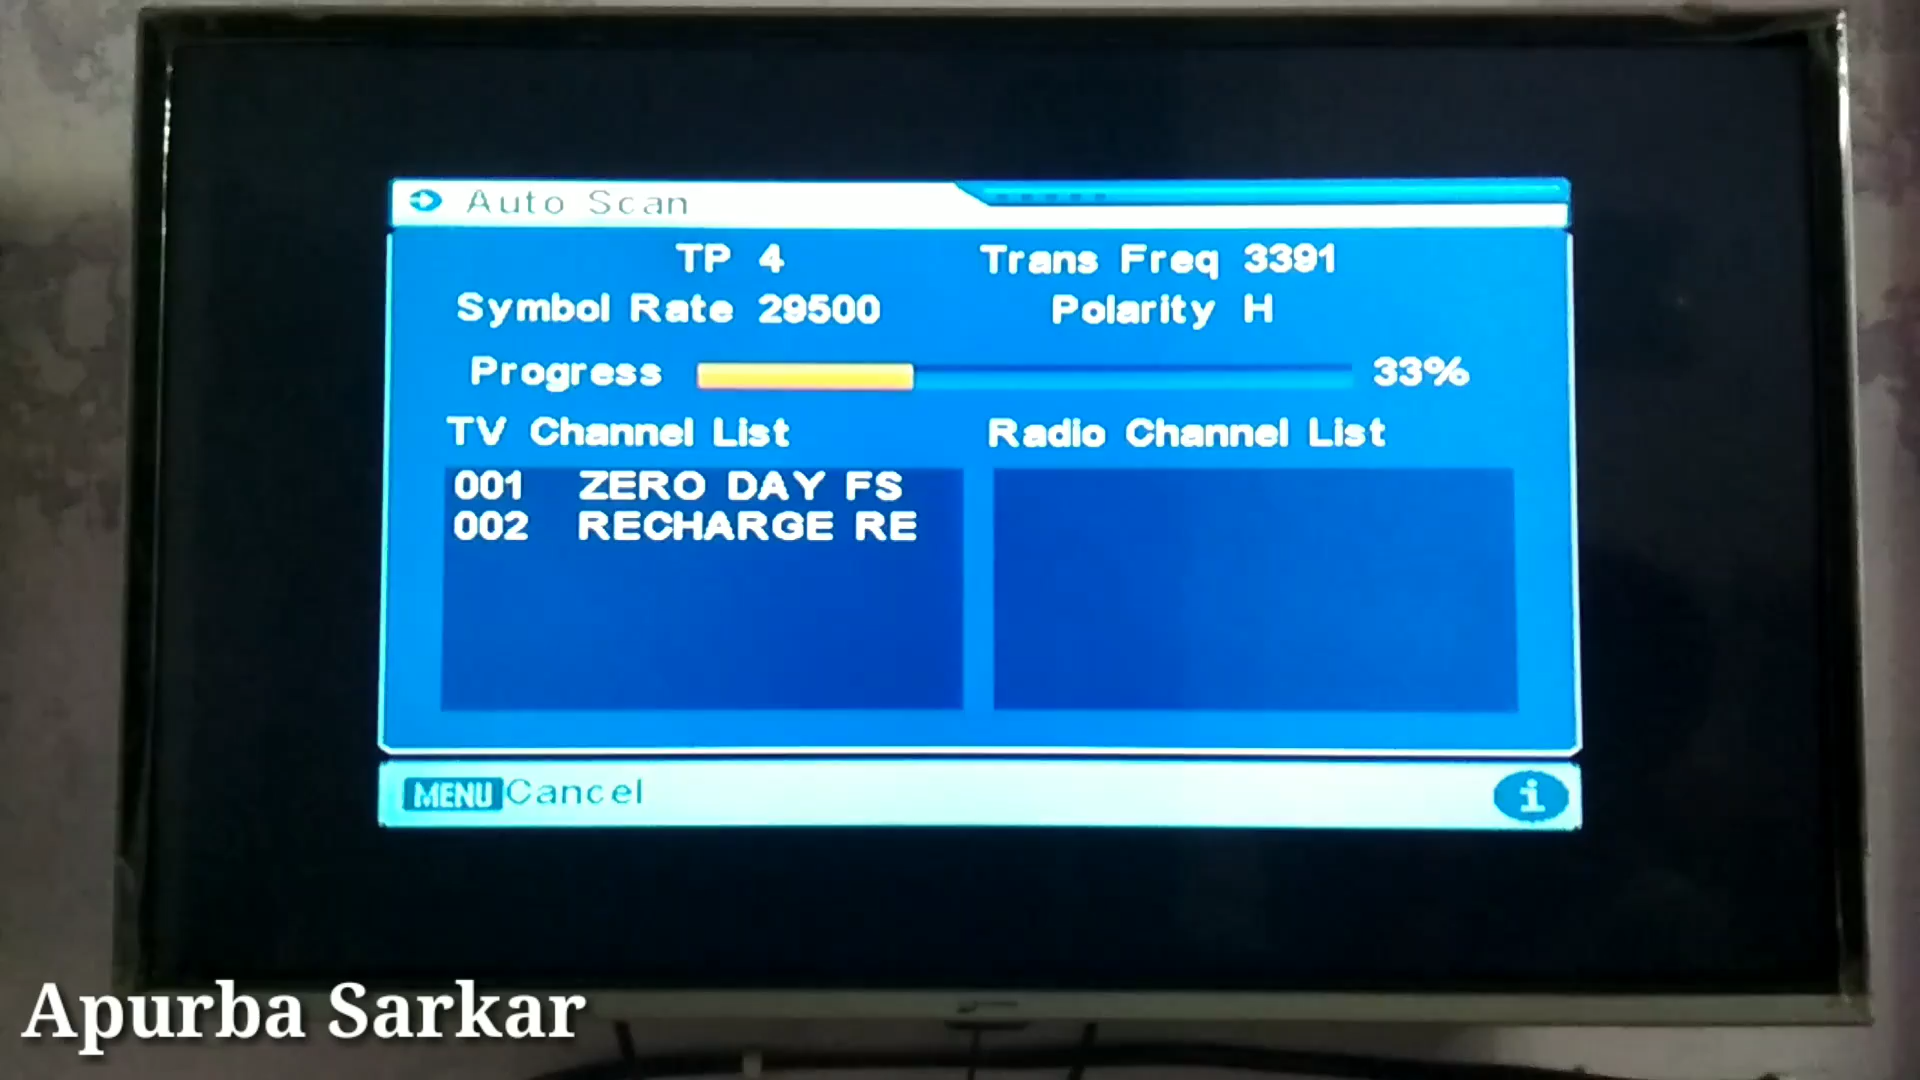 Auto Scan
TP 4 Trans Freq 3391
Symbol Rate 29500 Polarity H
Progress 33%
TV Channel List Radio Channel List
001 ZERO DAY FS
002 RECHARGE RE
MENU Cancel i
Apurba Sarkar